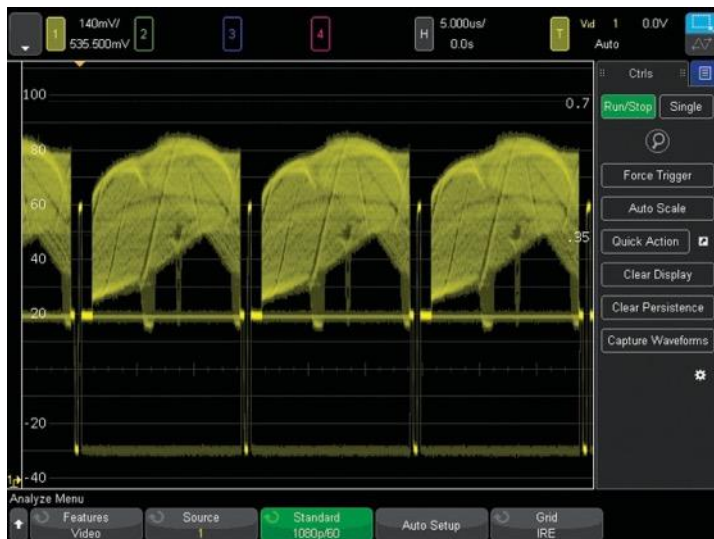 1
140mV/
535.500mV
2
3
4
H
5.000us/
0.0s
T
Vid 1 0.0V
Auto
Ctrls
100
0.7
Run/Stop Single
80
Force Trigger
60
Auto Scale
.35
Quick Action
40
Clear Display
20
Clear Persistence
Capture Waveforms
-20
-40
Analyze Menu
Features
Video
Source
1
Standard
1080p/60
Auto Setup
Grid
IRE